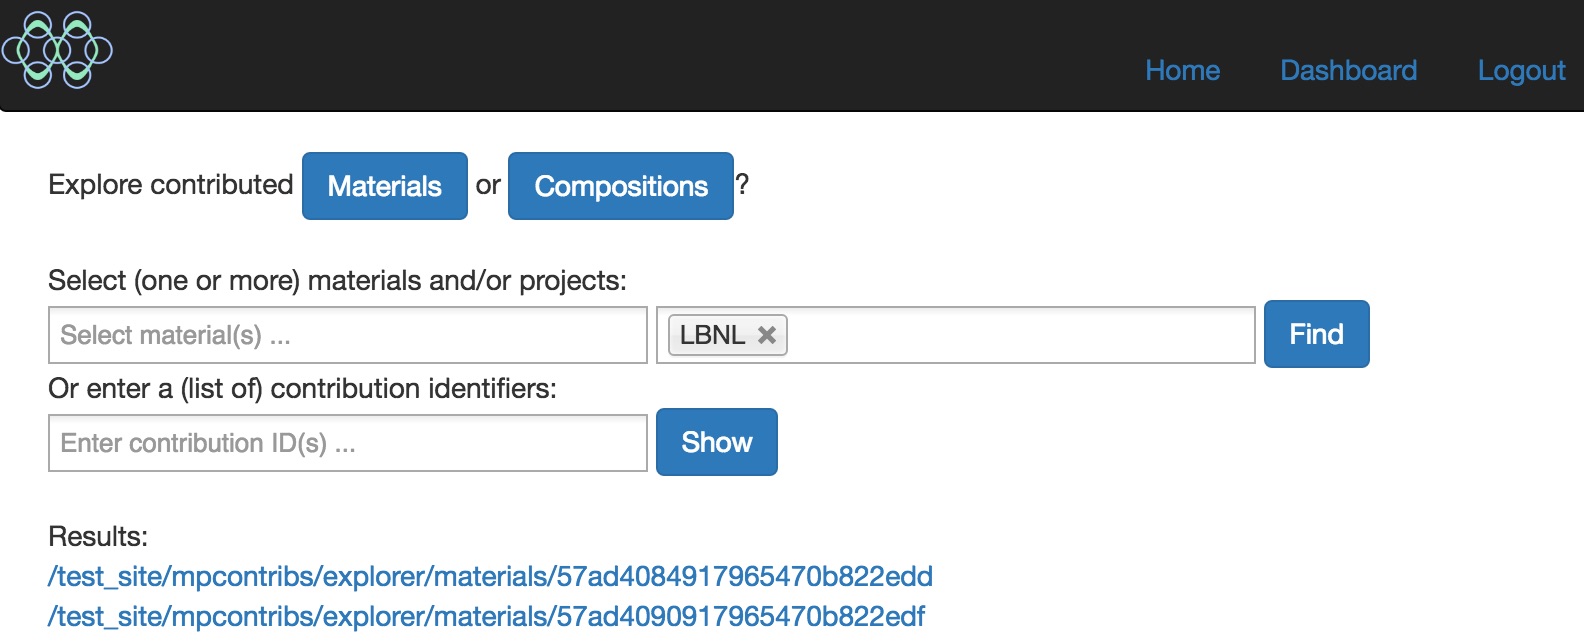 Home Dashboard Logout
Explore contributed Materials or Compositions ?
Select (one or more) materials and/or projects:
Select material(s) ... LBNL Find
Or enter a (list of) contribution identifiers:
Enter contribution ID(s) ... Show
Results:
/test_site/mpcontribs/explorer/materials/57ad4084917965470b822edd
/test_site/mpcontribs/explorer/materials/57ad4090917965470b822edf